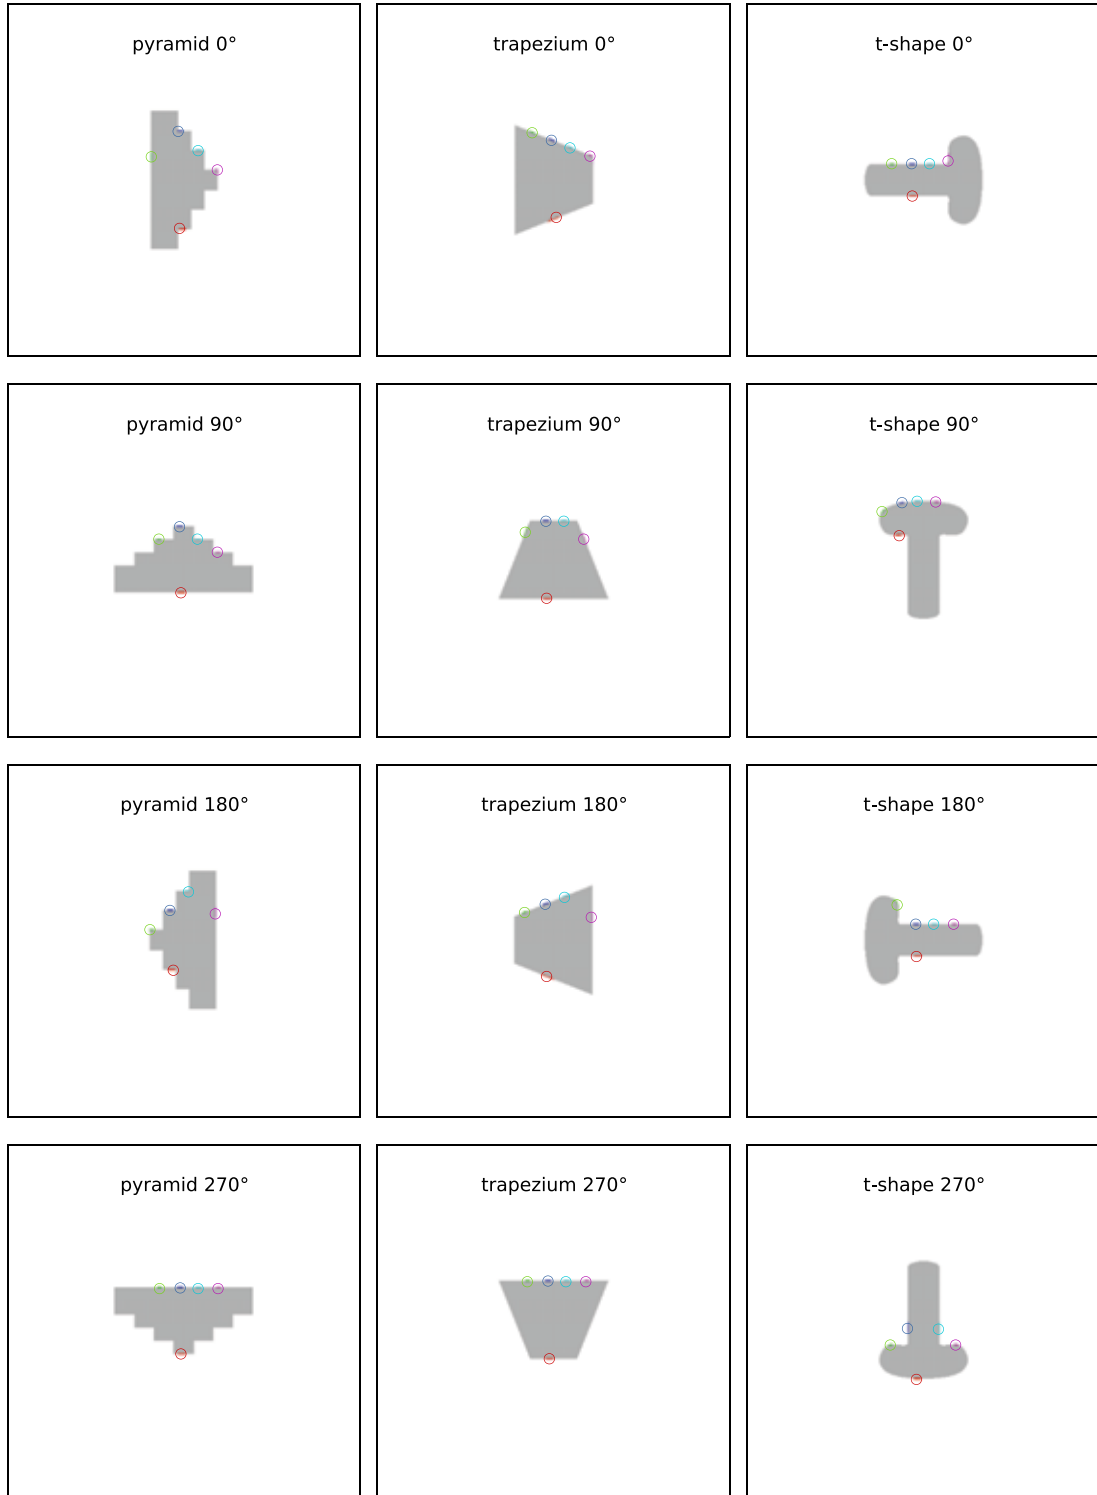 pyramid 0°
trapezium 0°
t-shape 0°
pyramid 90°
trapezium 90°
t-shape 90°
pyramid 180°
trapezium 180°
t-shape 180°
pyramid 270°
trapezium 270°
t-shape 270°